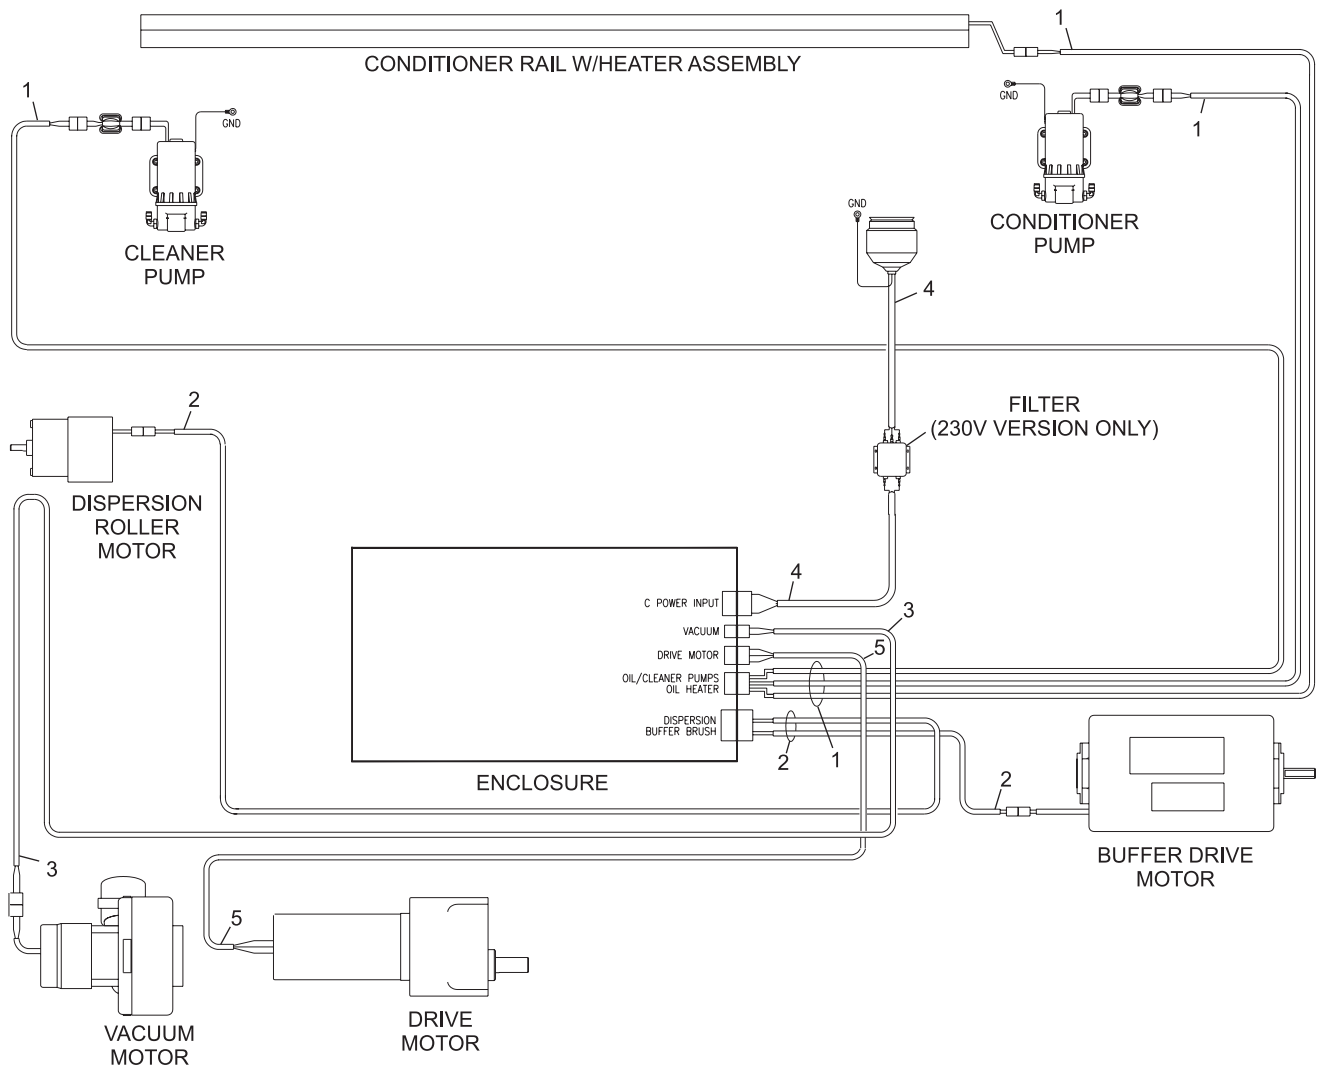 1
CONDITIONER RAIL W/HEATER ASSEMBLY
1
GND
GND
1
CLEANER
PUMP
CONDITIONER
PUMP
GND
4
2
FILTER
(230V VERSION ONLY)
DISPERSION
ROLLER
MOTOR
4
C POWER INPUT
3
VACUUM
5
DRIVE MOTOR
OIL/CLEANER PUMPS
OIL HEATER
DISPERSION
BUFFER BRUSH
2
1
ENCLOSURE
2
BUFFER DRIVE
MOTOR
3
5
VACUUM
MOTOR
DRIVE
MOTOR